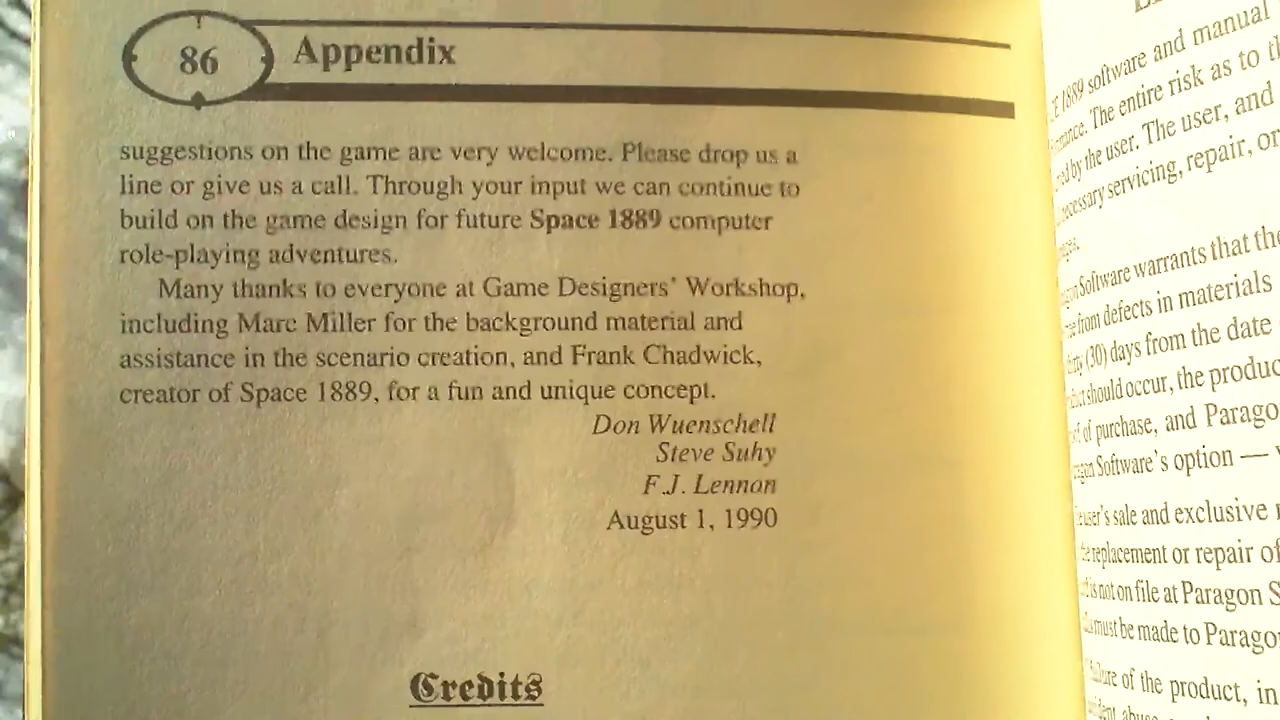 86 Appendix
suggestions on the game are very welcome. Please drop us a
line or give us a call. Through your input we can continue to
build on the game design for future Space 1889 computer
role-playing adventures.
Many thanks to everyone at Game Designers' Workshop,
including Marc Miller for the background material and
assistance in the scenario creation, and Frank Chadwick,
creator of Space 1889, for a fun and unique concept.
Don Wuenschell
Steve Suhy
F.J. Lennon
August 1, 1990
Credits
1889 software and manual
The entire risk as to
by the user. The user, and
necessary servicing, repair, or
Software warrants that the
from defects in materials
(30) days from the date
should occur, the
of purchase, and
Software's option —
user's sale and exclusive
replacement or repair of
is not on file at Paragon
must be made to
failure of the product, in